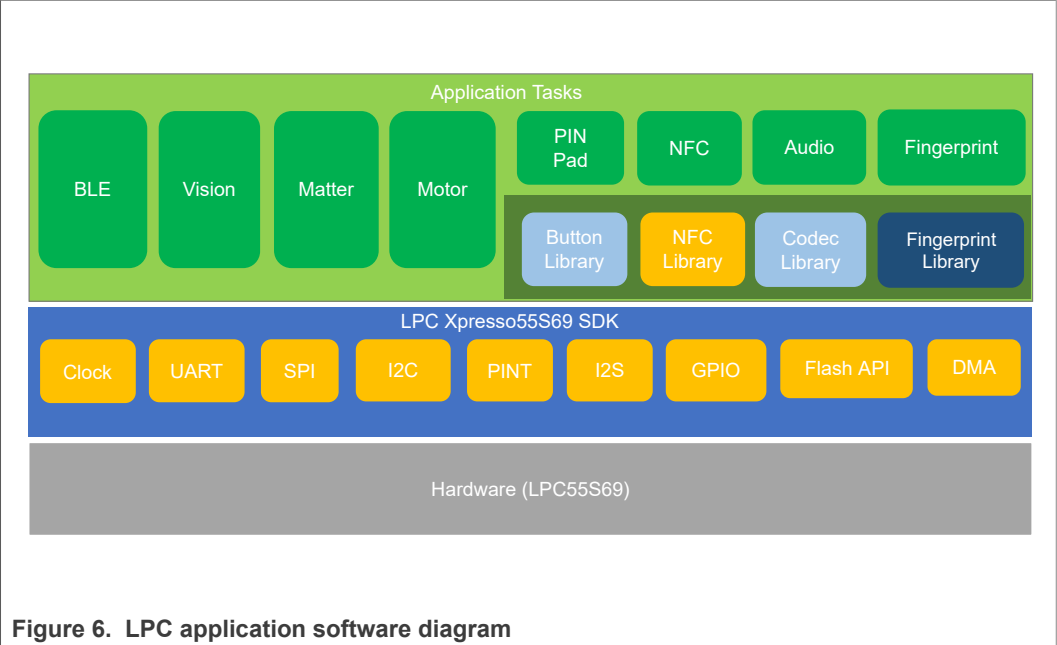 Application Tasks
BLE
Vision
Matter
Motor
PIN
Pad
NFC
Audio
Fingerprint
Button
Library
NFC
Library
Codec
Library
Fingerprint
Library
LPC Xpresso55S69 SDK
Clock
UART
SPI
I2C
PINT
I2S
GPIO
Flash API
DMA
Hardware (LPC55S69)
Figure 6. LPC application software diagram